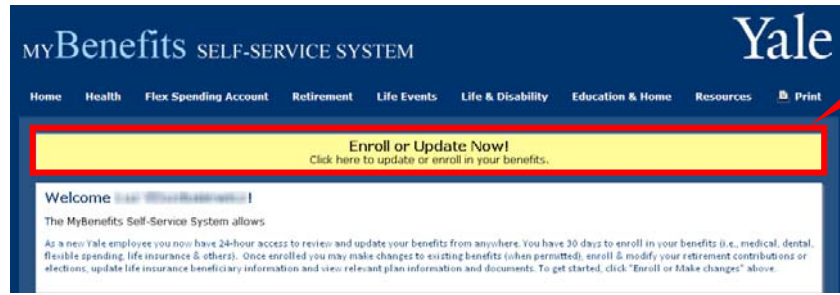 MYBenefits SELF-SERVICE SYSTEM
Yale
Home Health Flex Spending Account Retirement Life Events Life & Disability Education & Home Resources Print
Enroll or Update Now!
Click here to update or enroll in your benefits.
Welcome !
The MyBenefits Self-Service System allows
As a new Yale employee you now have 24-hour access to review and update your benefits from anywhere. You have 30 days to enroll in your benefits (i.e., medical, dental,
flexible spending, life insurance & others). Once enrolled you may make changes to existing benefits (when permitted), enroll & modify your retirement contributions or
elections, update life insurance beneficiary information and view relevant plan information and documents. To get started, click "Enroll or Make changes" above.